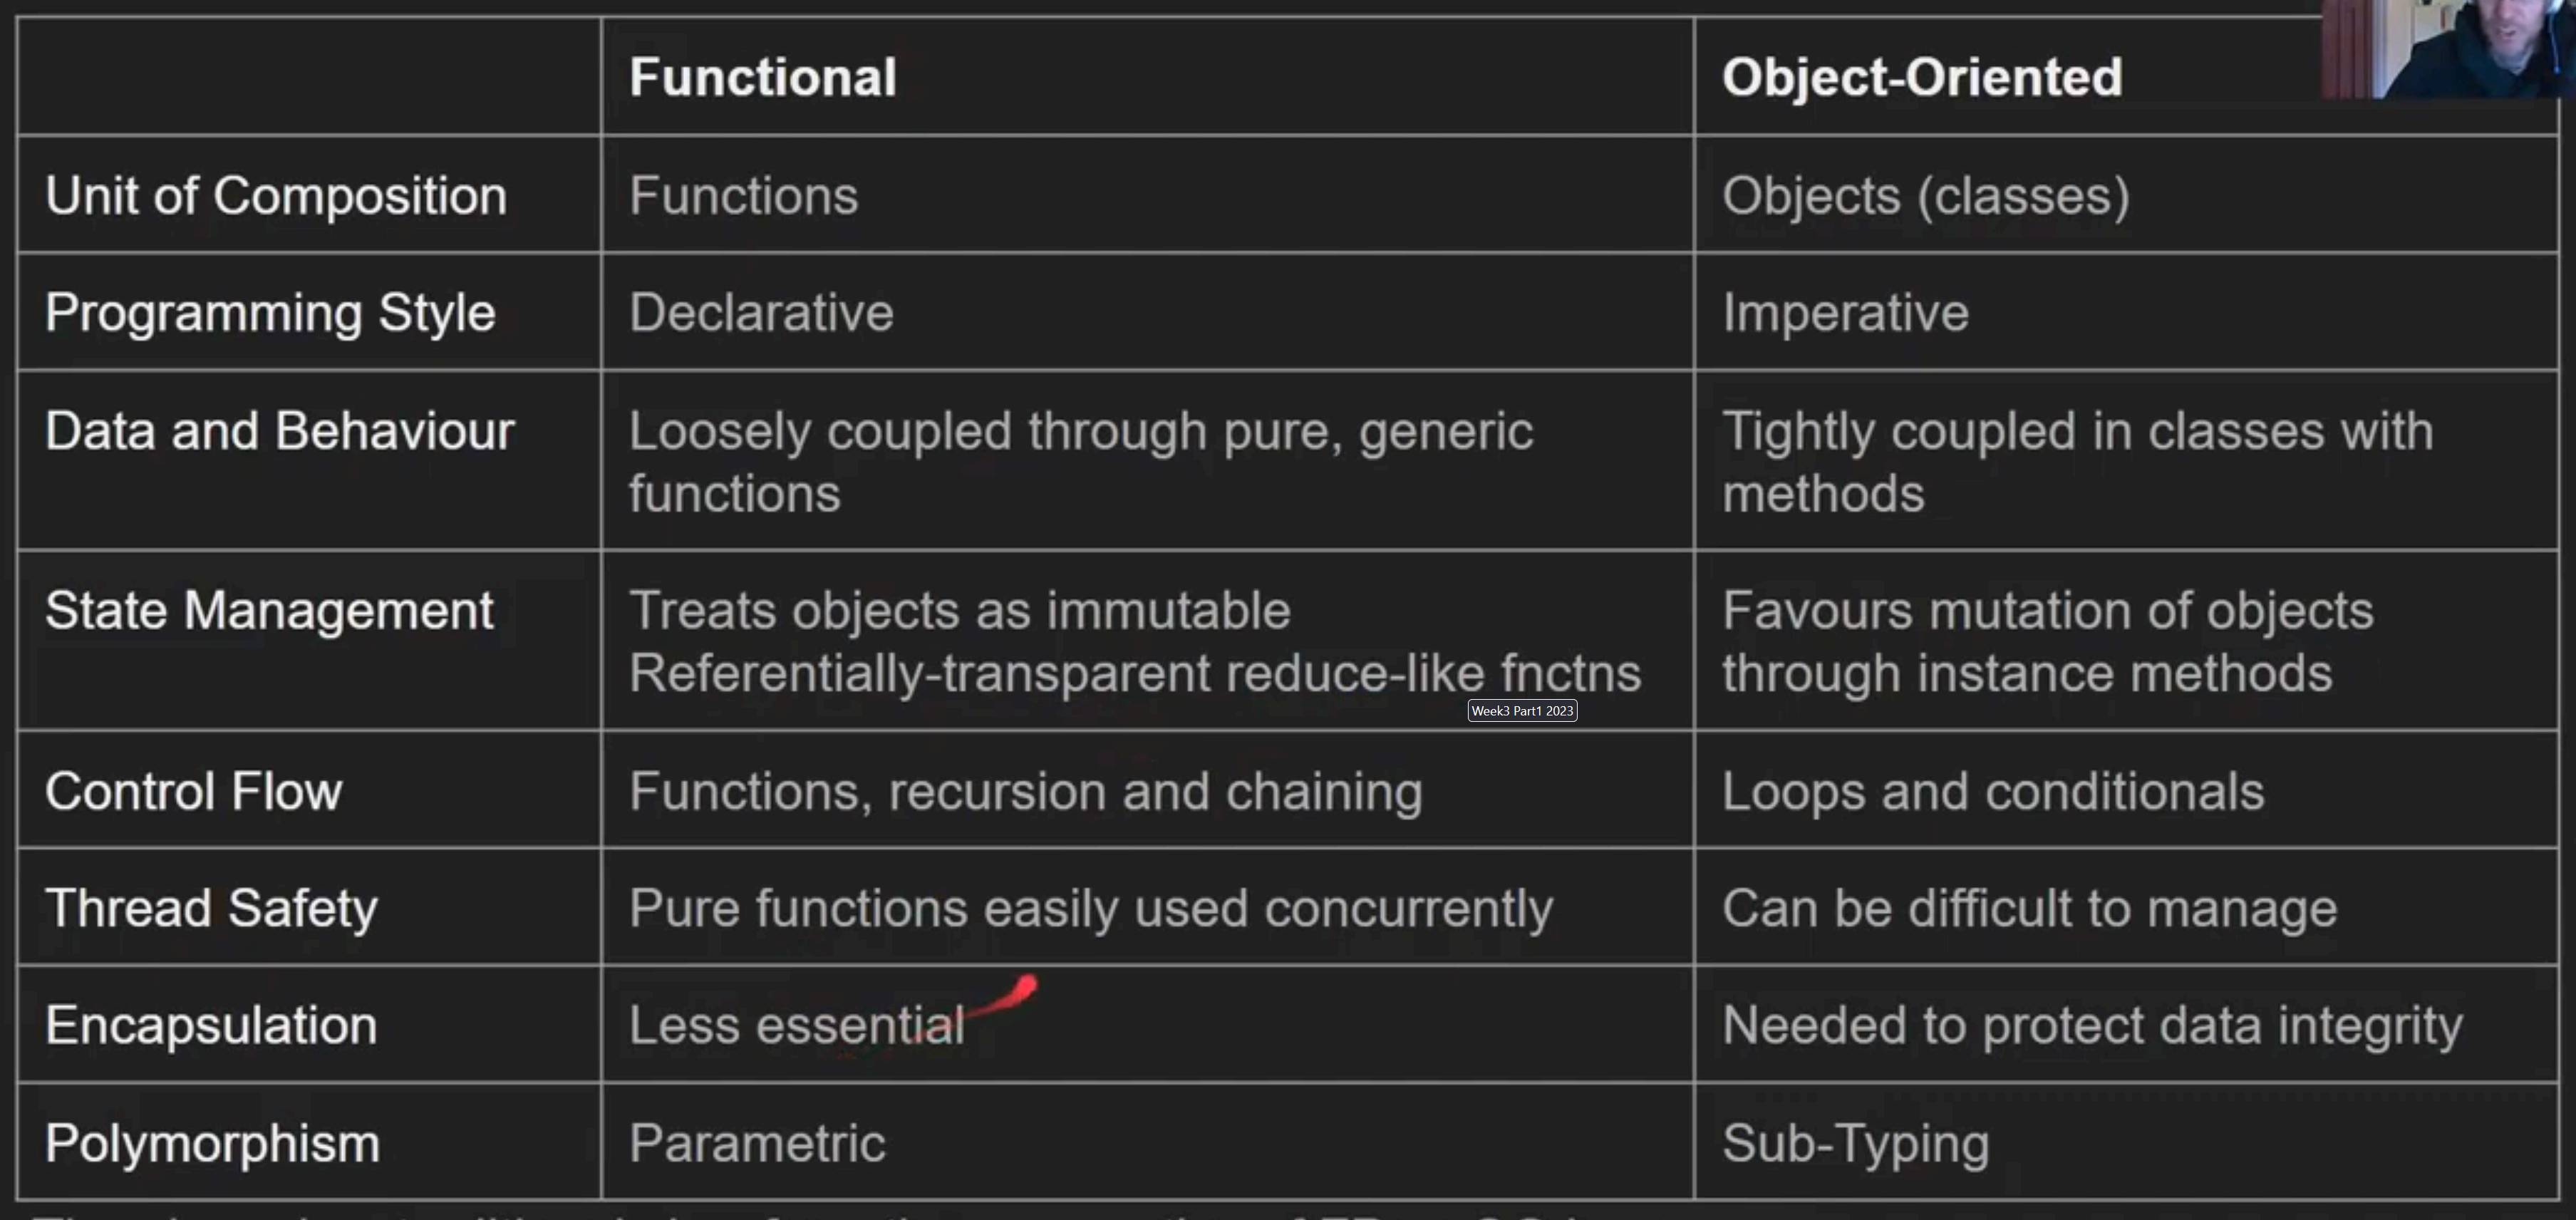 Functional Object-Oriented
Unit of Composition Functions Objects (classes)
Programming Style Declarative Imperative
Data and Behaviour Loosely coupled through pure, generic Tightly coupled in classes with
functions methods
State Management Treats objects as immutable Favours mutation of objects
Referentially-transparent reduce-like fnctns through instance methods
Week3 Part1 2023
Control Flow Functions, recursion and chaining Loops and conditionals
Thread Safety Pure functions easily used concurrently Can be difficult to manage
Encapsulation Less essential Needed to protect data integrity
Polymorphism Parametric Sub-Typing